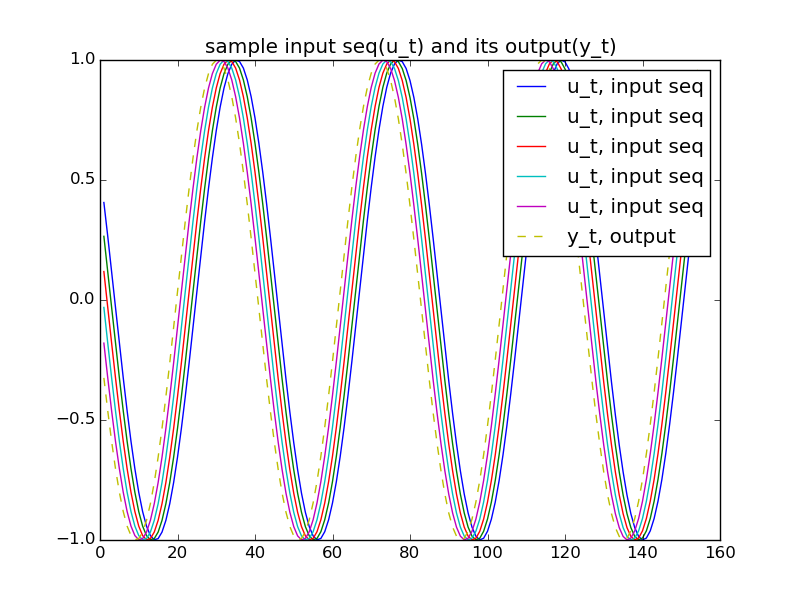 sample input seq(u_t) and its output(y_t)
1.0
0.5
0.0
−0.5
−1.0
u_t, input seq
u_t, input seq
u_t, input seq
u_t, input seq
u_t, input seq
y_t, output
0 20 40 60 80 100 120 140 160